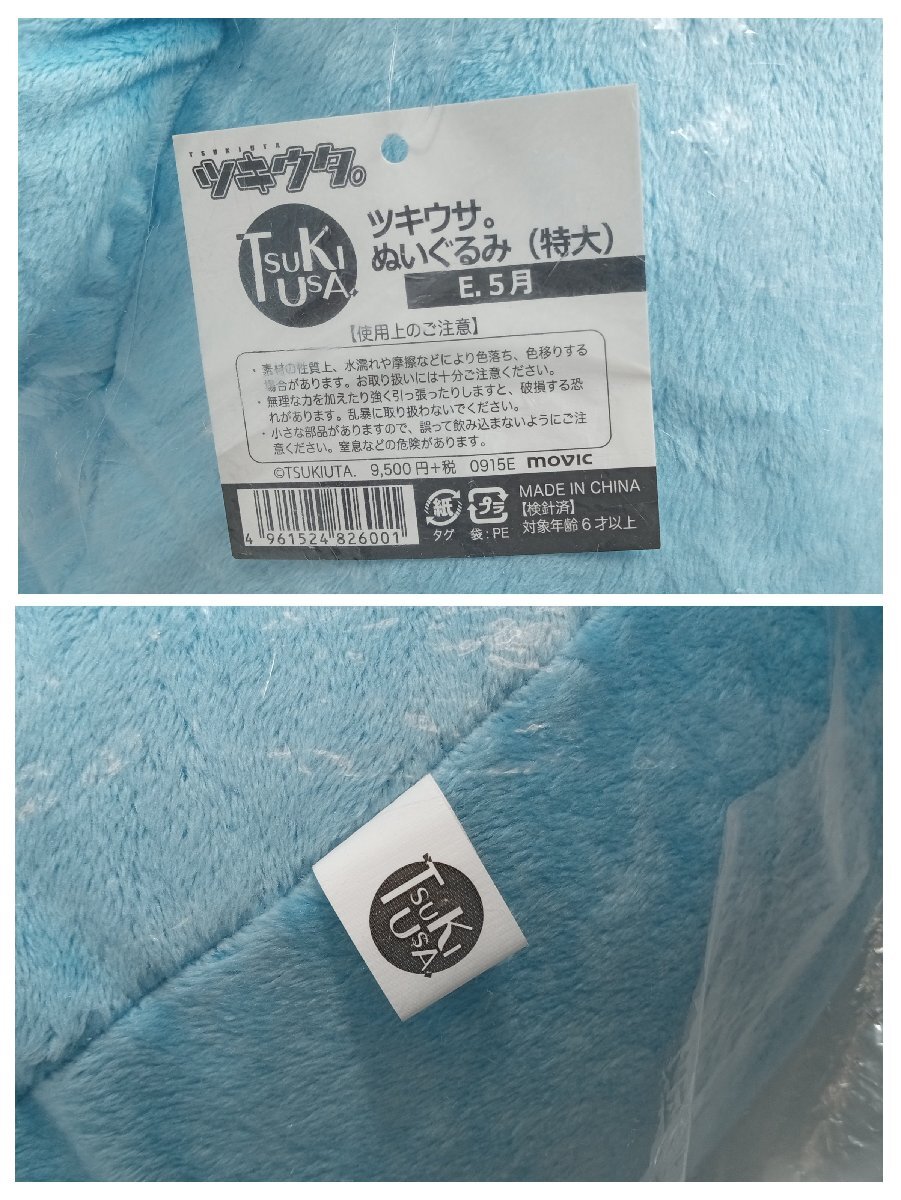 TSUKIUTA
ツキウタ。
TSUKI
USA.
ツキウサ。
ぬいぐるみ（特大）
E. 5月
【使用上のご注意】
・素材の性質上、水濡れや摩擦などにより色落ち、色移りする
場合があります。お取り扱いには十分ご注意ください。
・無理な力を加えたり強く引っ張ったりしますと、破損する恐
れがあります。乱暴に取り扱わないでください。
・小さな部品がありますので、誤って飲み込まないようにご注
意ください。窒息などの危険があります。
©TSUKIUTA. 9,500円+税 0915E movic
4 961524 826001
紙
タグ
プラ
袋:PE
MADE IN CHINA
【検針済】
対象年齢6才以上
TSUKI
USA.